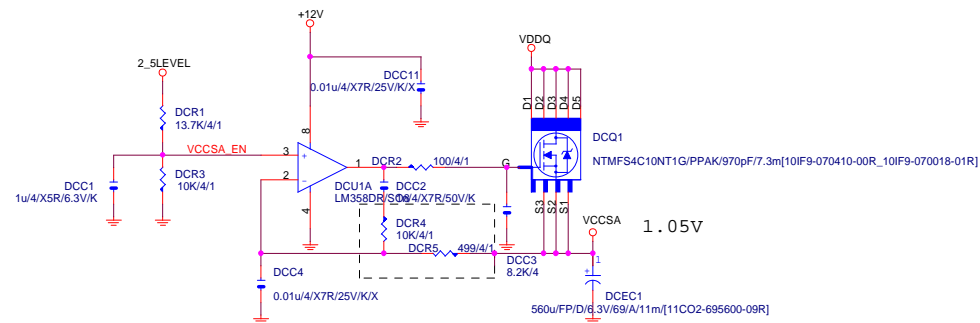 +12V
VDDQ
2_5LEVEL
DCC11
0.01u/4/X7R/25V/K/X
D1
D2
D3
D4
D5
DCR1
13.7K/4/1
8
DCQ1
VCCSA_EN
3
+
1
DCR2
100/4/1
G
NTMFS4C10NT1G/PPAK/970pF/7.3m[10IF9-070410-00R_10IF9-070018-01R]
DCC1
1u/4/X5R/6.3V/K
DCR3
10K/4/1
2
-
DCU1A
LM358DR/SO8
DCC2
/4/X7R/50V/K
4
S3
S2
S1
VCCSA
1.05V
DCR4
10K/4/1
DCR5
499/4/1
DCC3
8.2K/4
DCC4
0.01u/4/X7R/25V/K/X
1
+
DCEC1
560u/FP/D/6.3V/69/A/11m/[11CO2-695600-09R]